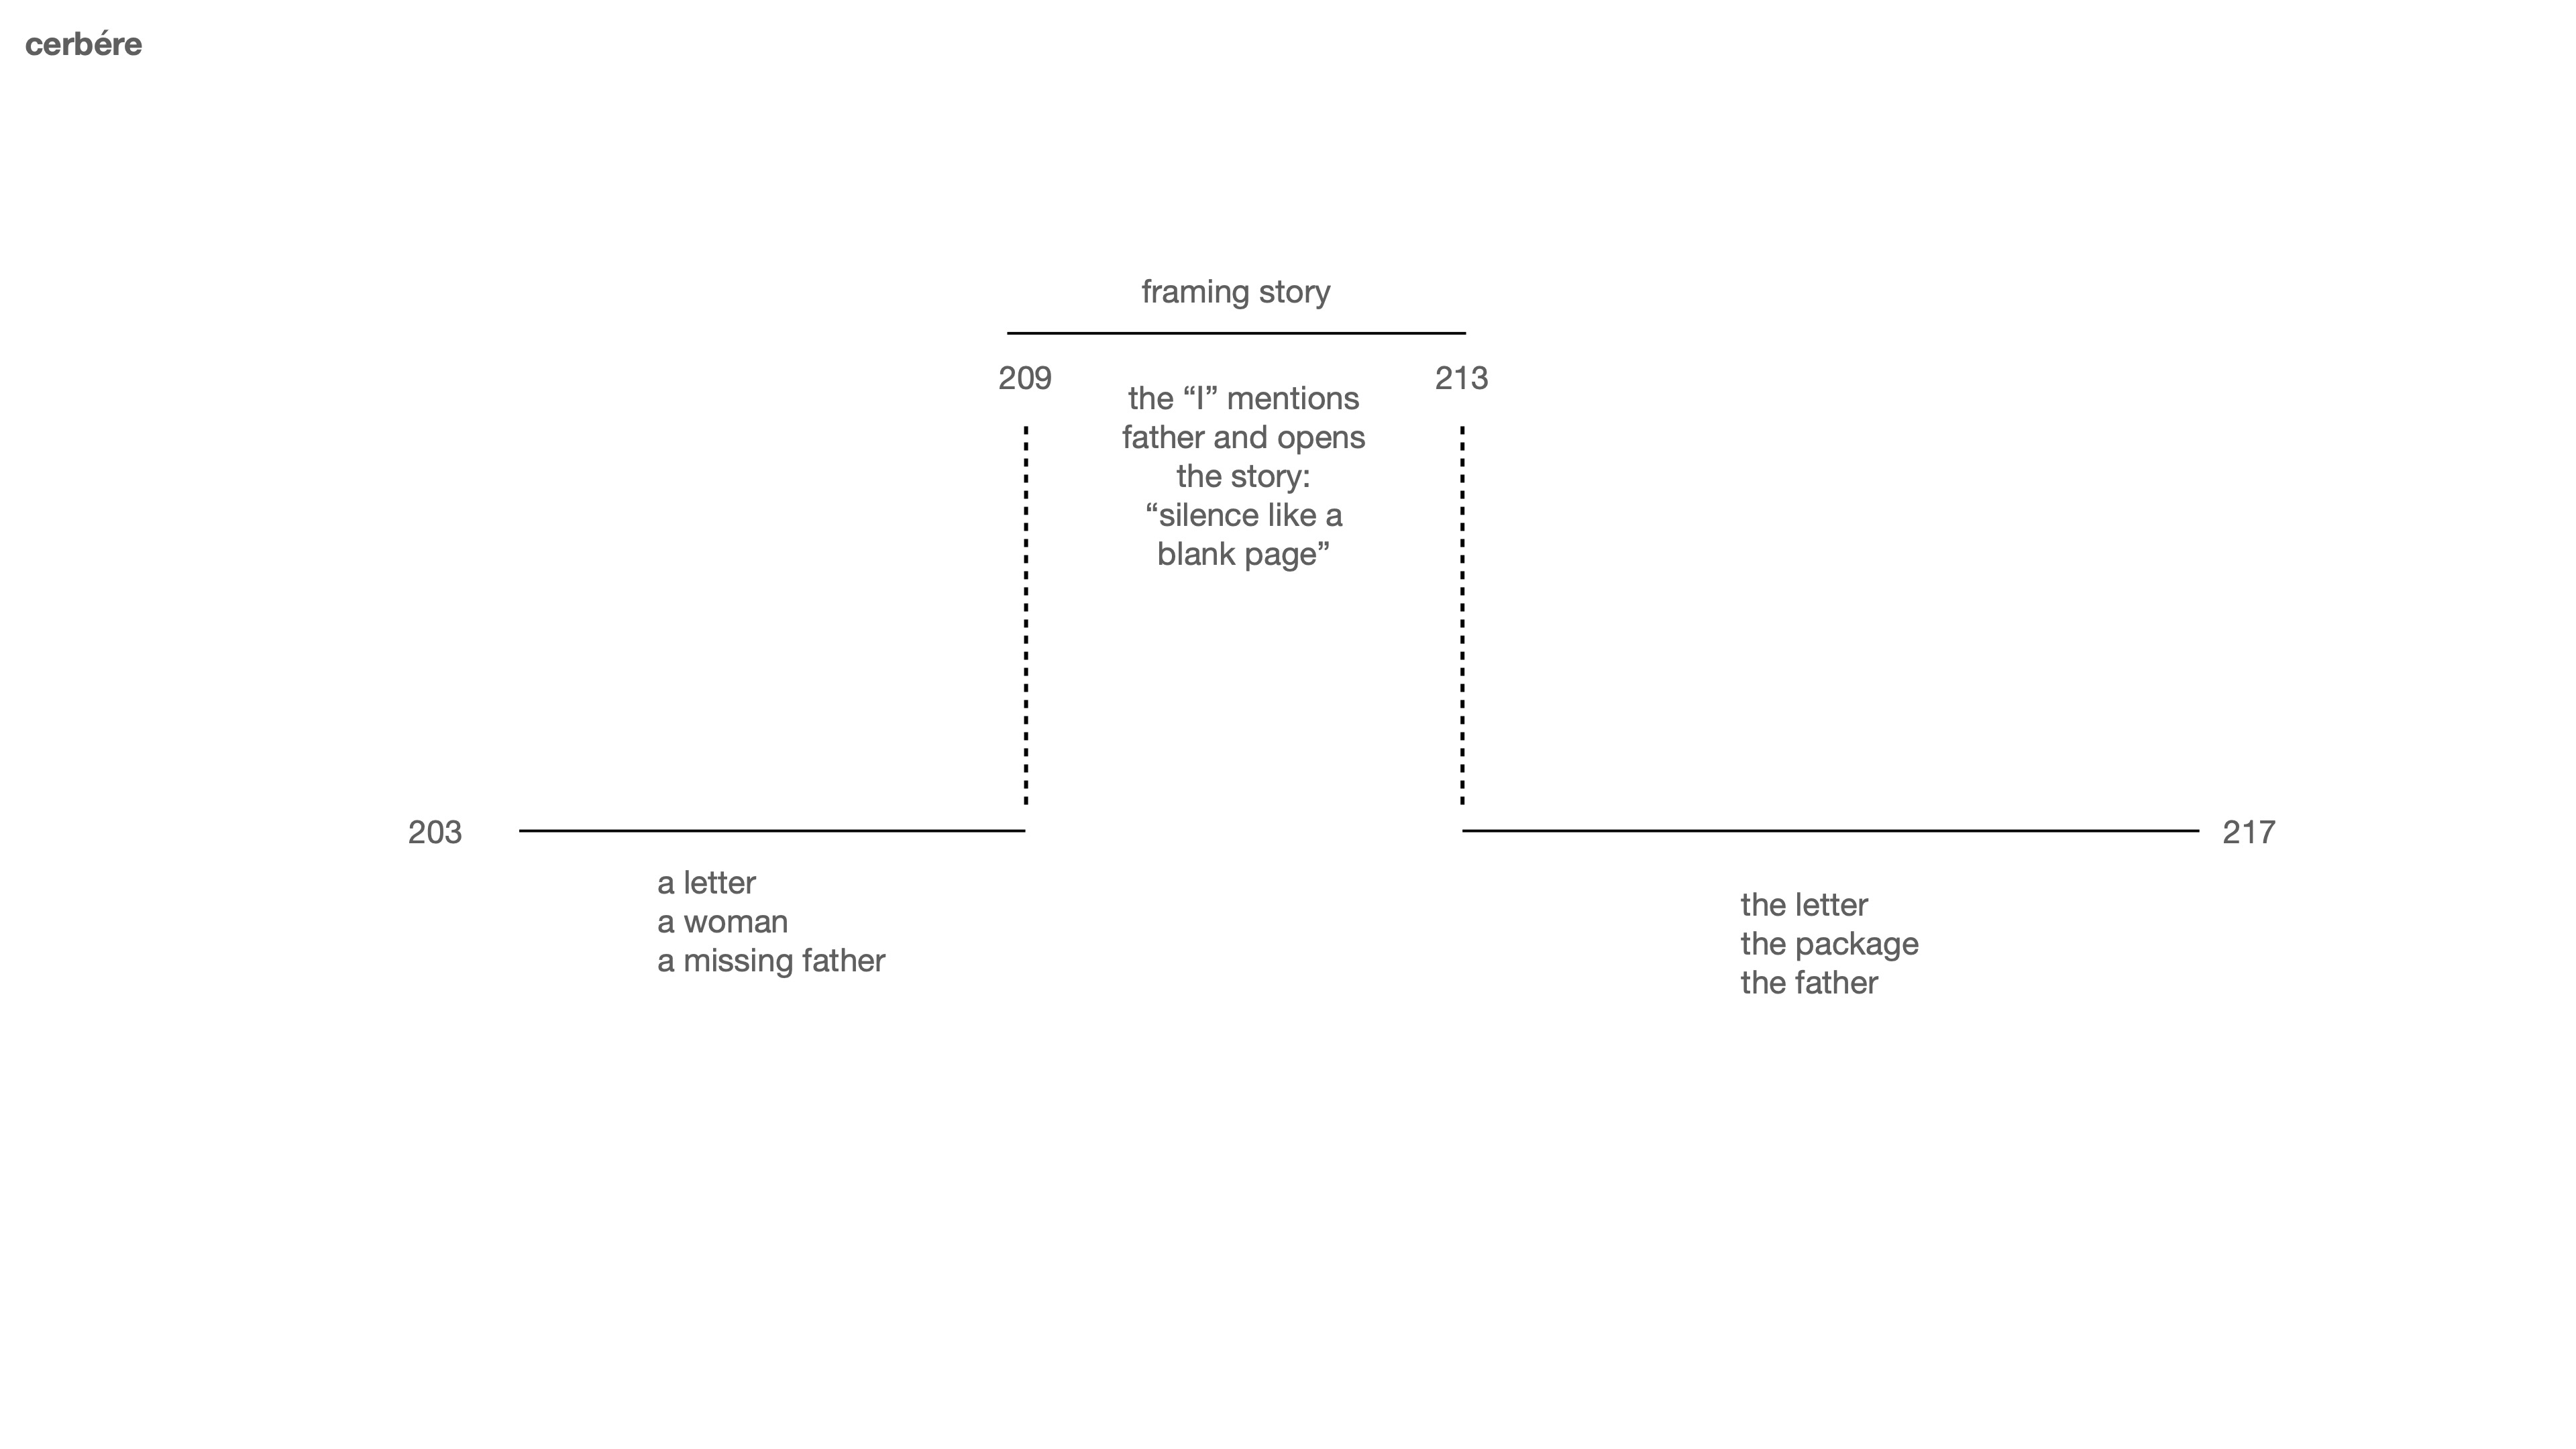 cerbére
framing story
209
213
the “I” mentions
father and opens
the story:
“silence like a
blank page”
203
217
a letter
a woman
a missing father
the letter
the package
the father